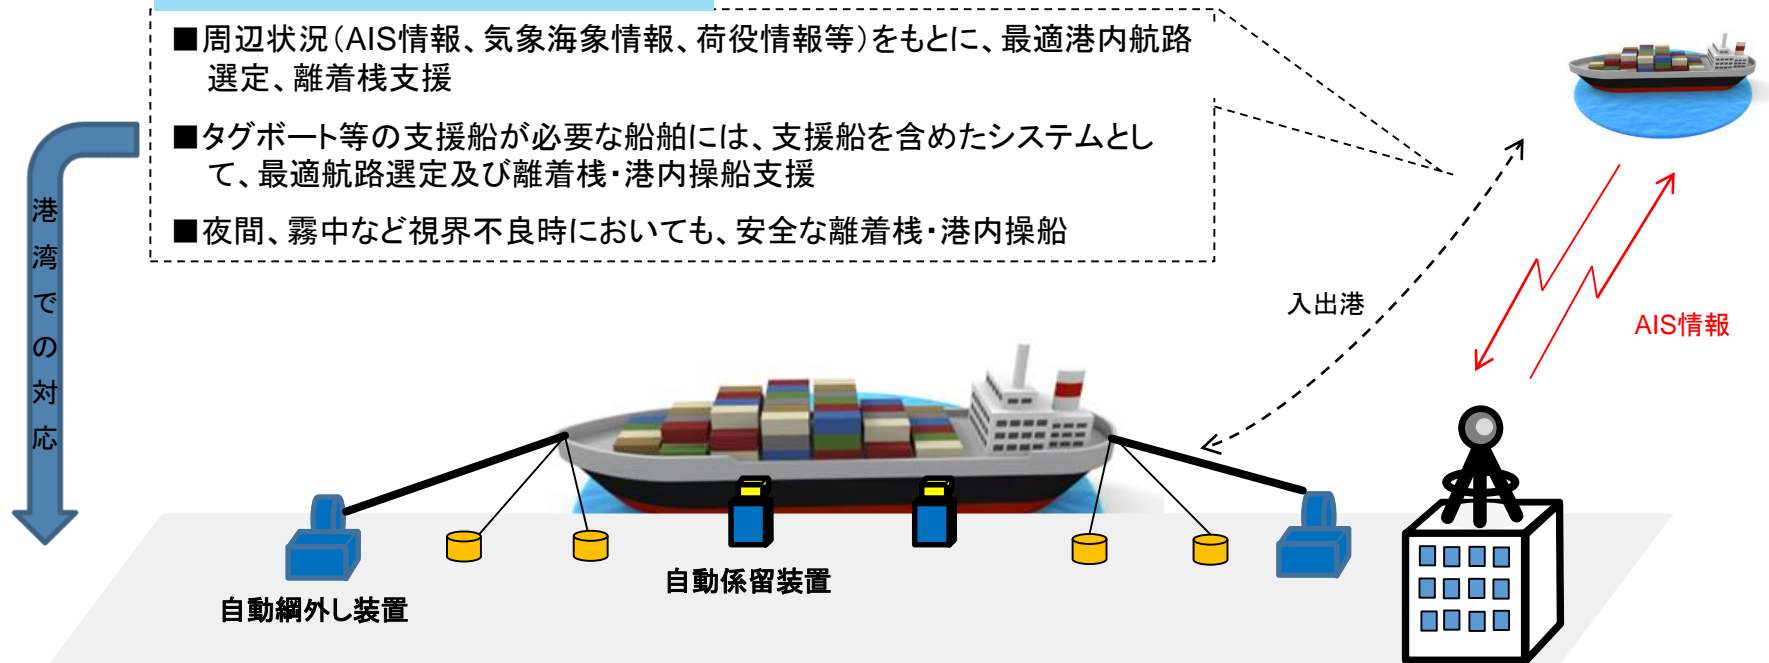 ■周辺状況（AIS情報、気象海象情報、荷役情報等）をもとに、最適港内航路
選定、離着桟支援
■タグボート等の支援船が必要な船舶には、支援船を含めたシステムとし
て、最適航路選定及び離着桟・港内操船支援
■夜間、霧中など視界不良時においても、安全な離着桟・港内操船
港湾での対応
入出港
AIS情報
自動係留装置
自動綱外し装置